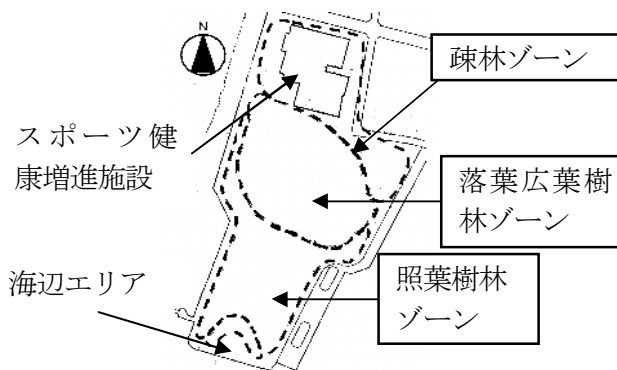 N
疎林ゾーン
スポーツ健
康増進施設
落葉広葉樹
林ゾーン
海辺エリア
照葉樹林
ゾーン